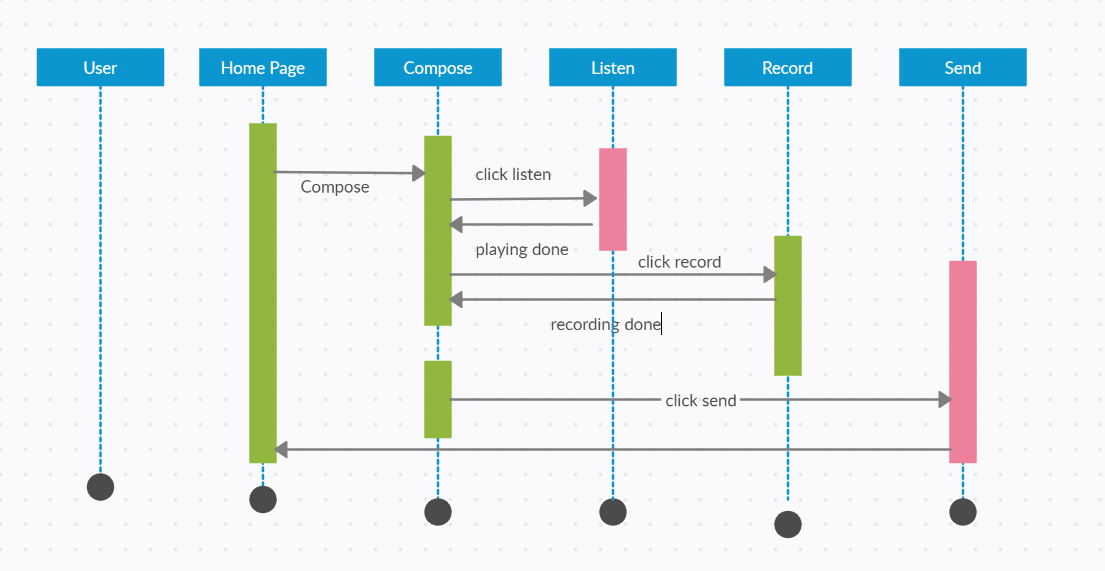 User
Home Page
Compose
Listen
Record
Send
click listen
Compose
playing done
click record
recording done
click send